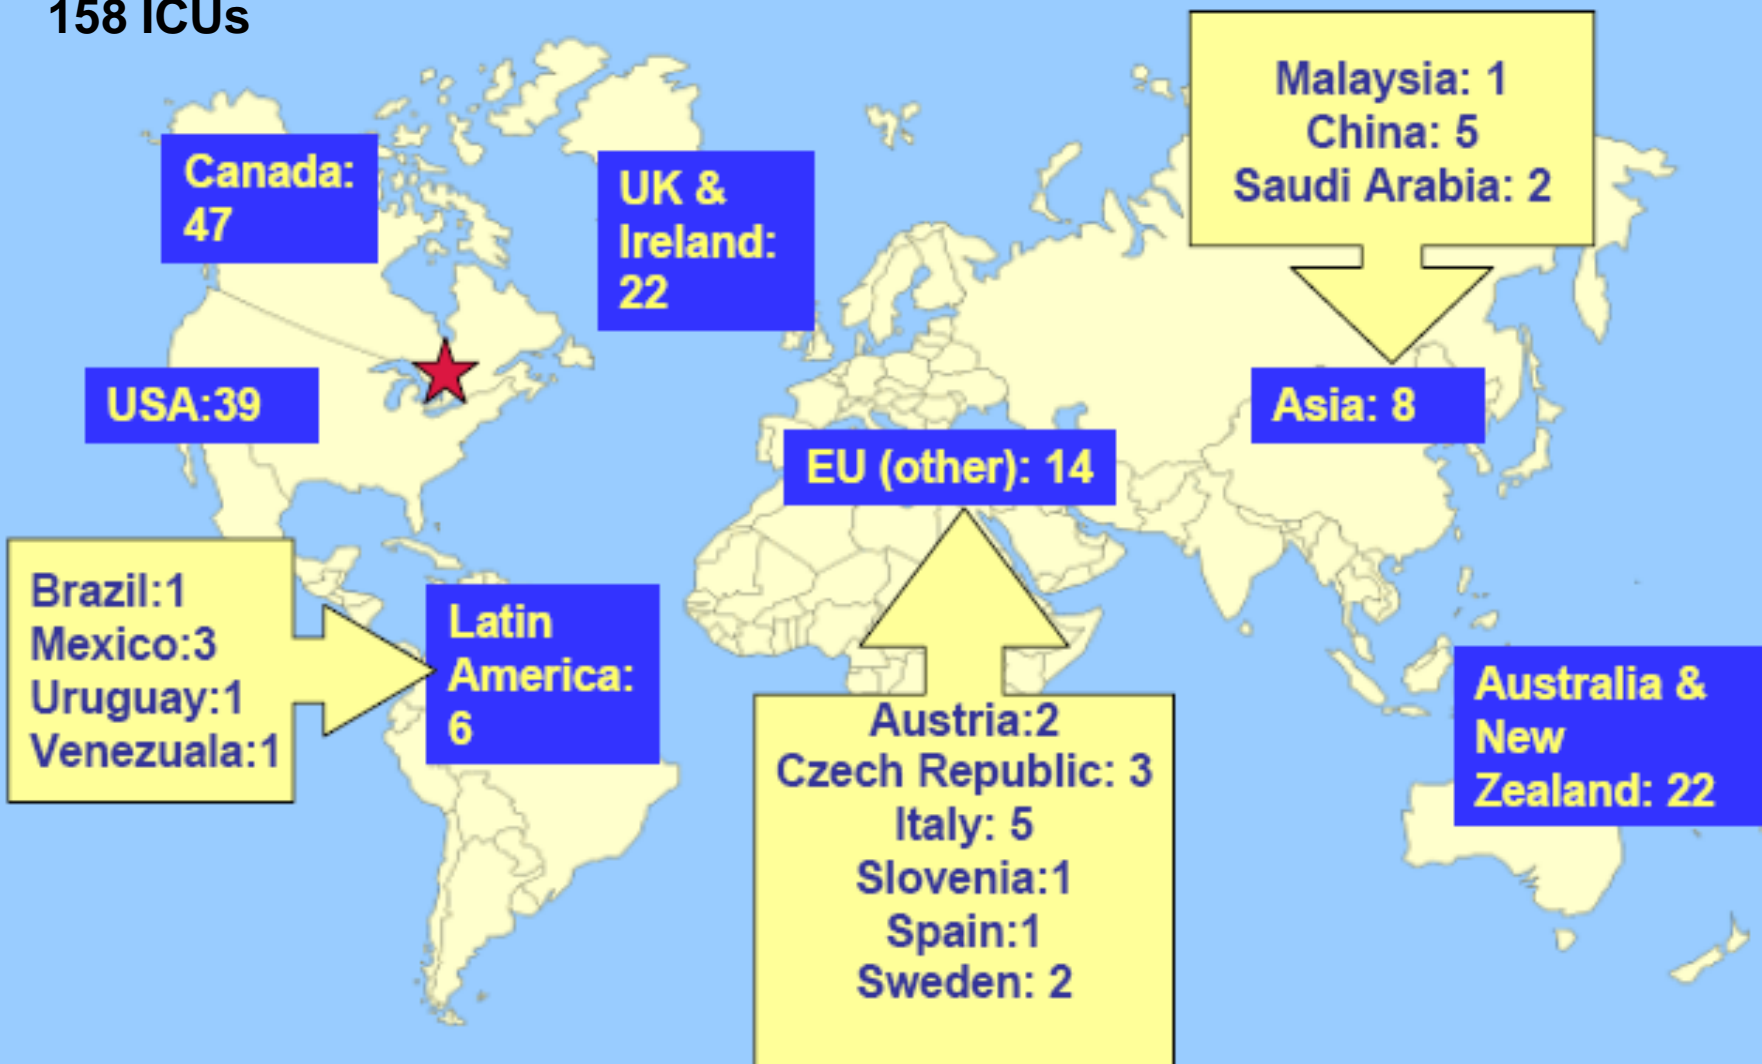 158 ICUs
Canada:
47
UK &
Ireland:
22
Malaysia: 1
China: 5
Saudi Arabia: 2
USA:39
Asia: 8
EU (other): 14
Brazil:1
Mexico:3
Uruguay:1
Venezuala:1
Latin
America:
6
Austria:2
Czech Republic: 3
Italy: 5
Slovenia:1
Spain:1
Sweden: 2
Australia &
New
Zealand: 22